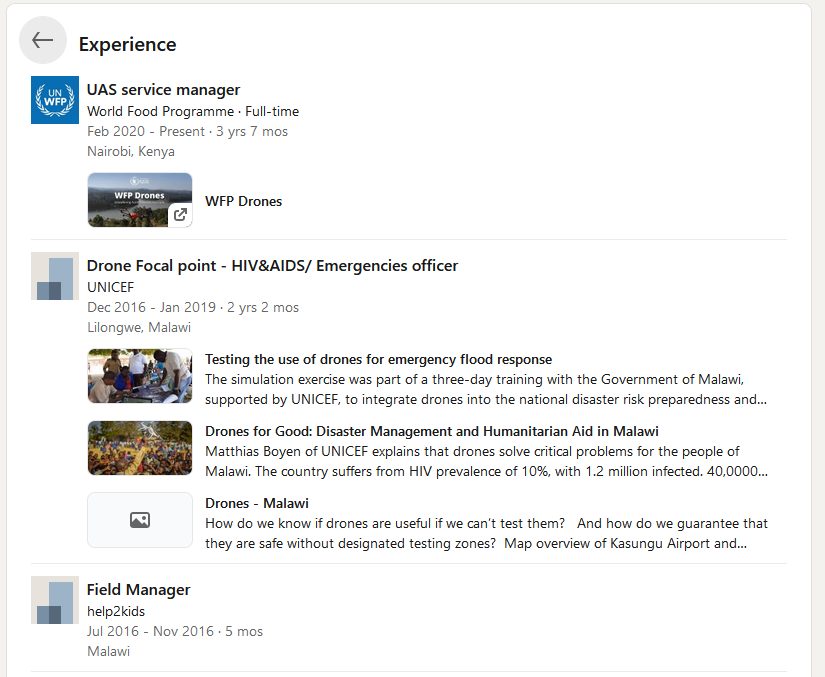 Experience
UAS service manager
UN
WFP
World Food Programme · Full-time
Feb 2020 - Present · 3 yrs 7 mos
Nairobi, Kenya
WFP Drones
WFP Drones
Drone Focal point - HIV&AIDS/ Emergencies officer
UNICEF
Dec 2016 - Jan 2019 · 2 yrs 2 mos
Lilongwe, Malawi
Testing the use of drones for emergency flood response
The simulation exercise was part of a three-day training with the Government of Malawi,
supported by UNICEF, to integrate drones into the national disaster risk preparedness and...
Drones for Good: Disaster Management and Humanitarian Aid in Malawi
Matthias Boyen of UNICEF explains that drones solve critical problems for the people of
Malawi. The country suffers from HIV prevalence of 10%, with 1.2 million infected. 40,0000...
Drones - Malawi
How do we know if drones are useful if we can't test them?   And how do we guarantee that
they are safe without designated testing zones?  Map overview of Kasungu Airport and...
Field Manager
help2kids
Jul 2016 - Nov 2016 · 5 mos
Malawi